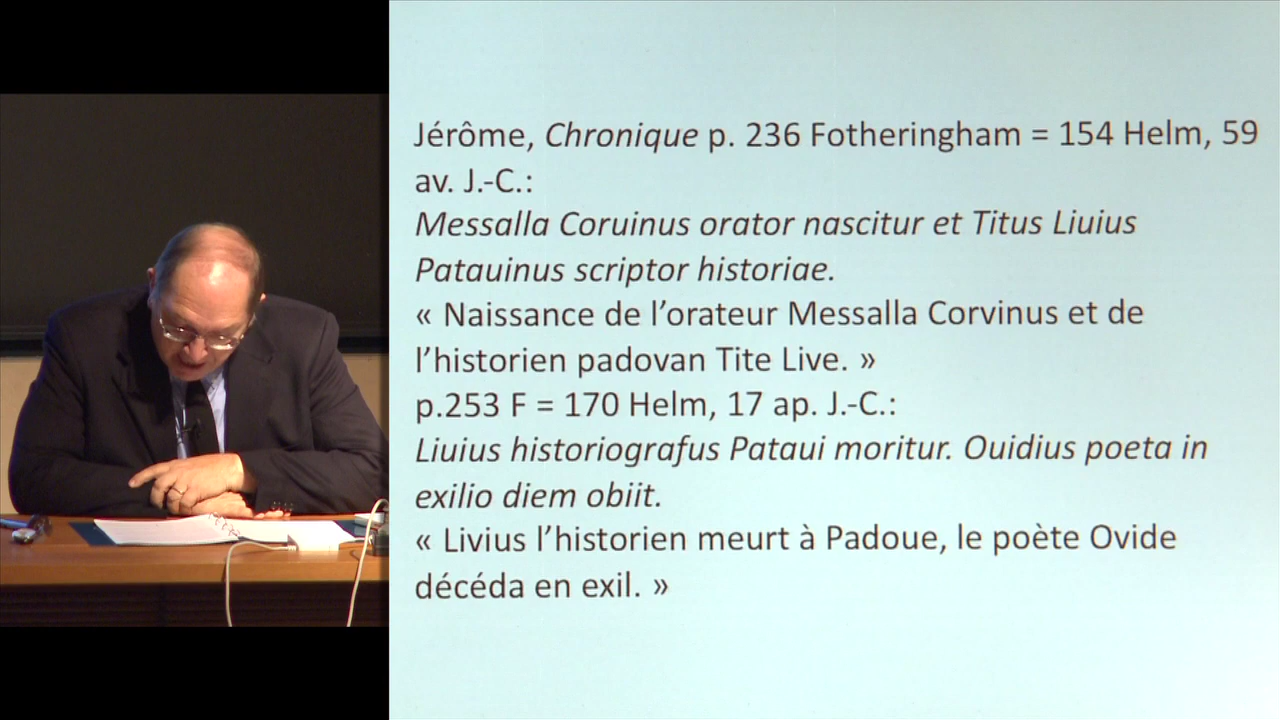 Jérôme, Chronique p. 236 Fotheringham = 154 Helm, 59
av. J.-C.:
Messalla Coruinus orator nascitur et Titus Liuius
Patauinus scriptor historiae.
« Naissance de l’orateur Messalla Corvinus et de
l’historien padovan Tite Live. »
p.253 F = 170 Helm, 17 ap. J.-C.:
Liuius historiografus Pataui moritur. Ouidius poeta in
exilio diem obiit.
« Livius l’historien meurt à Padoue, le poète Ovide
décéda en exil. »